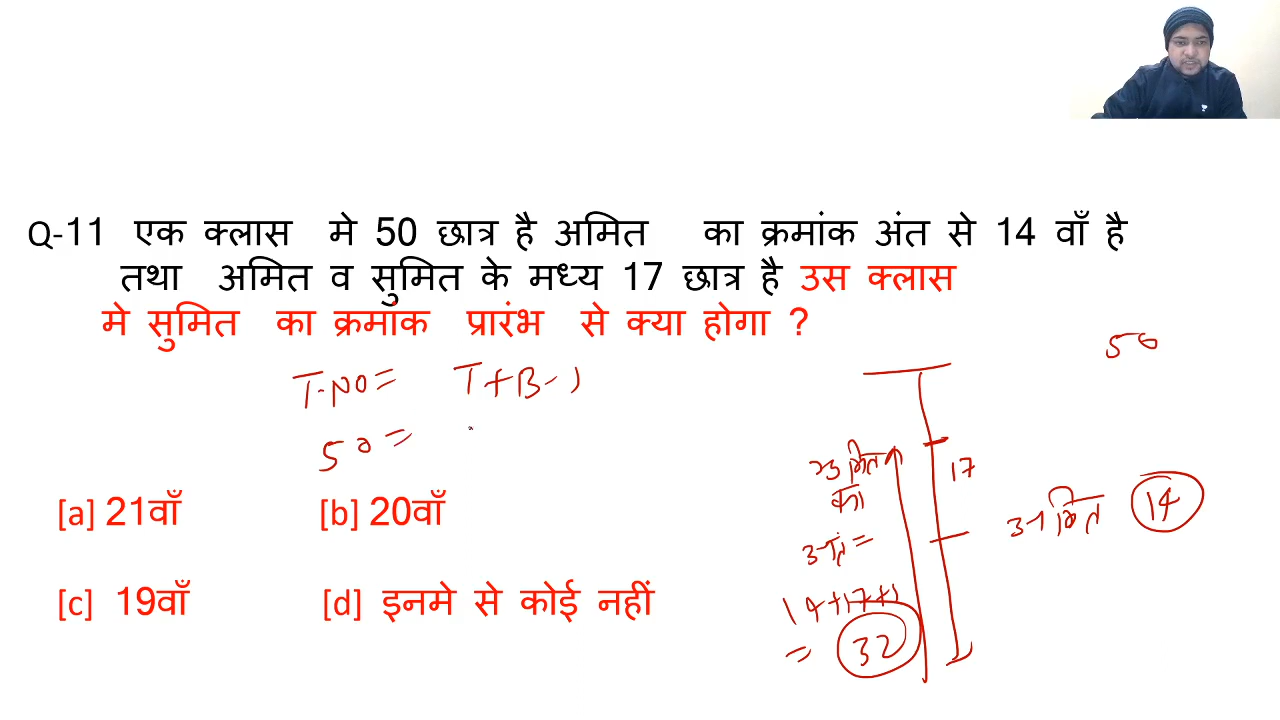 Q-11 एक क्लास मे 50 छात्र है अमित का क्रमांक अंत से 14 वाँ है
तथा अमित व सुमित के मध्य 17 छात्र है उस क्लास
मे सुमित का क्रमांक प्रारंभ से क्या होगा ?
50
T.NO = T+B-1
50 =
17
का
अमित 14
14+17+1
= 32
[a] 21वाँ [b] 20वाँ
[c] 19वाँ [d] इनमे से कोई नहीं